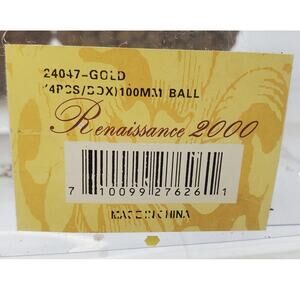 24047-GOLD
(4PCS/BOX)100MM BALL
Renaissance 2000
7 10099 27626 1
MADE IN CHINA